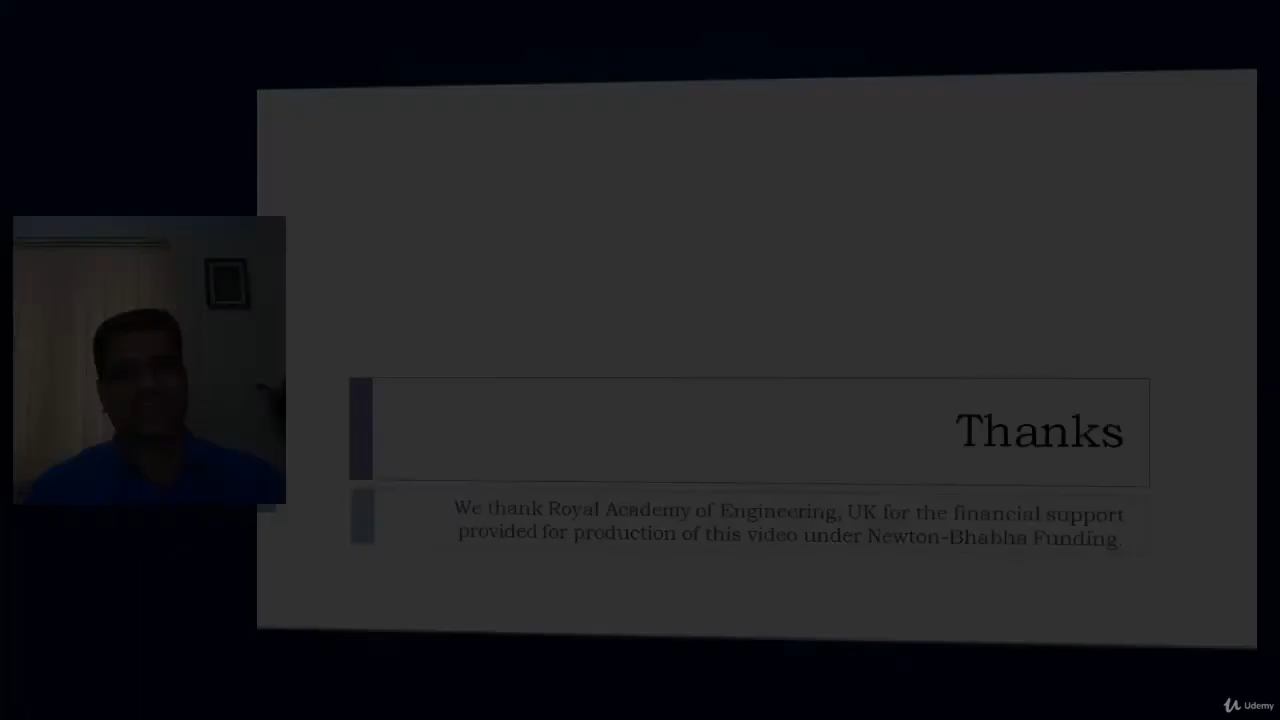 Thanks
We thank Royal Academy of Engineering, UK for the financial support
provided for production of this video under Newton-Bhabha Funding.
Udemy